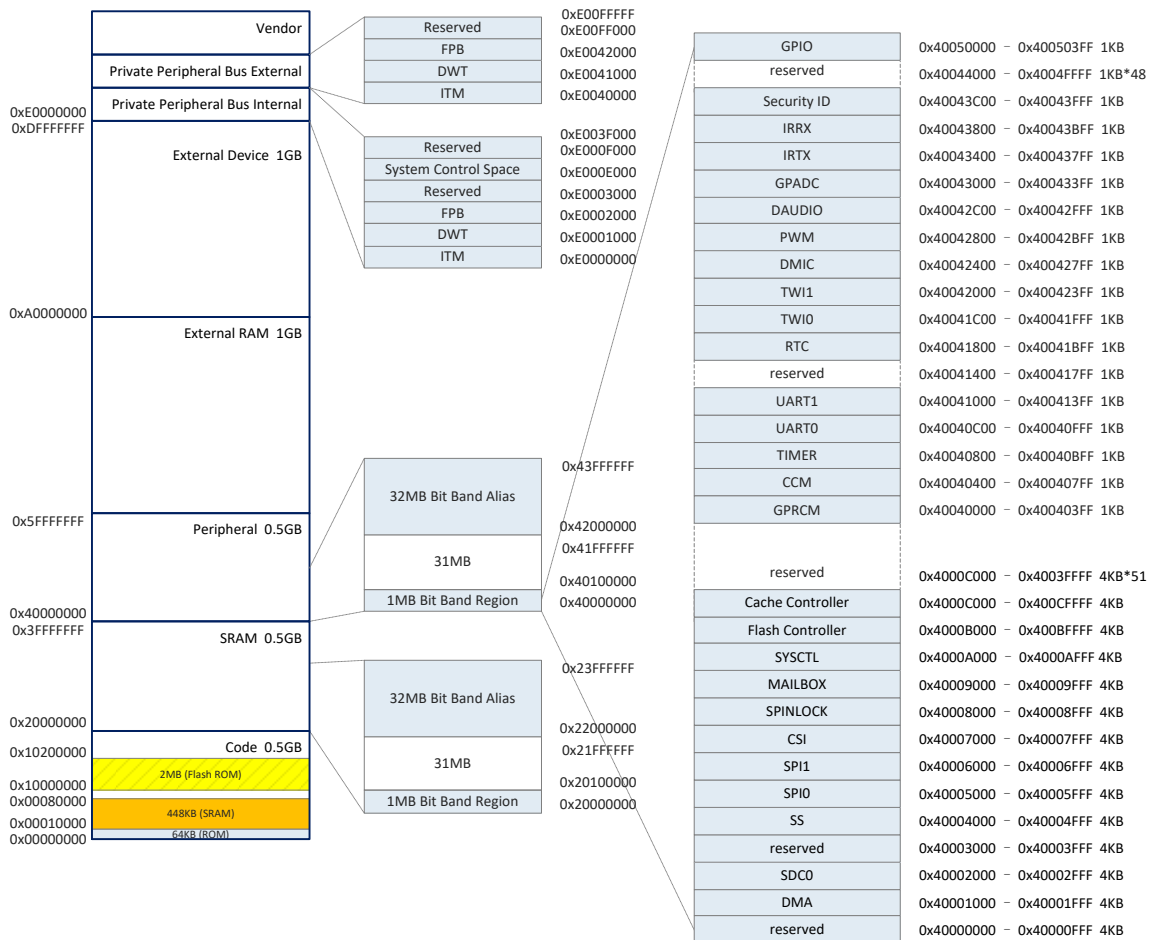 Vendor
Private Peripheral Bus External
Private Peripheral Bus Internal
0xE0000000
0xDFFFFFFF
External Device 1GB
0xA0000000
External RAM 1GB
0x5FFFFFFF
Peripheral 0.5GB
0x40000000
0x3FFFFFFF
SRAM 0.5GB
0x20000000
Code 0.5GB
0x10200000
2MB (Flash ROM)
0x10000000
0x00080000
448KB (SRAM)
0x00010000
64KB (ROM)
0x00000000
0xE00FFFFF
Reserved
0xE00FF000
FPB
0xE0042000
DWT
0xE0041000
ITM
0xE0040000
0xE003F000
Reserved
0xE000F000
System Control Space
0xE000E000
Reserved
0xE0003000
FPB
0xE0002000
DWT
0xE0001000
ITM
0xE0000000
0x43FFFFFF
32MB Bit Band Alias
0x42000000
0x41FFFFFF
31MB
0x40100000
1MB Bit Band Region
0x40000000
0x23FFFFFF
32MB Bit Band Alias
0x22000000
0x21FFFFFF
31MB
0x20100000
1MB Bit Band Region
0x20000000
GPIO 0x40050000 – 0x400503FF 1KB
reserved 0x40044000 – 0x4004FFFF 1KB*48
Security ID 0x40043C00 – 0x40043FFF 1KB
IRRX 0x40043800 – 0x40043BFF 1KB
IRTX 0x40043400 – 0x400437FF 1KB
GPADC 0x40043000 – 0x400433FF 1KB
DAUDIO 0x40042C00 – 0x40042FFF 1KB
PWM 0x40042800 – 0x40042BFF 1KB
DMIC 0x40042400 – 0x400427FF 1KB
TWI1 0x40042000 – 0x400423FF 1KB
TWI0 0x40041C00 – 0x40041FFF 1KB
RTC 0x40041800 – 0x40041BFF 1KB
reserved 0x40041400 – 0x400417FF 1KB
UART1 0x40041000 – 0x400413FF 1KB
UART0 0x40040C00 – 0x40040FFF 1KB
TIMER 0x40040800 – 0x40040BFF 1KB
CCM 0x40040400 – 0x400407FF 1KB
GPRCM 0x40040000 – 0x400403FF 1KB
reserved 0x4000C000 – 0x4003FFFF 4KB*51
Cache Controller 0x4000C000 – 0x400CFFFF 4KB
Flash Controller 0x4000B000 – 0x400BFFFF 4KB
SYSCTL 0x4000A000 – 0x4000AFFF 4KB
MAILBOX 0x40009000 – 0x40009FFF 4KB
SPINLOCK 0x40008000 – 0x40008FFF 4KB
CSI 0x40007000 – 0x40007FFF 4KB
SPI1 0x40006000 – 0x40006FFF 4KB
SPI0 0x40005000 – 0x40005FFF 4KB
SS 0x40004000 – 0x40004FFF 4KB
reserved 0x40003000 – 0x40003FFF 4KB
SDC0 0x40002000 – 0x40002FFF 4KB
DMA 0x40001000 – 0x40001FFF 4KB
reserved 0x40000000 – 0x40000FFF 4KB